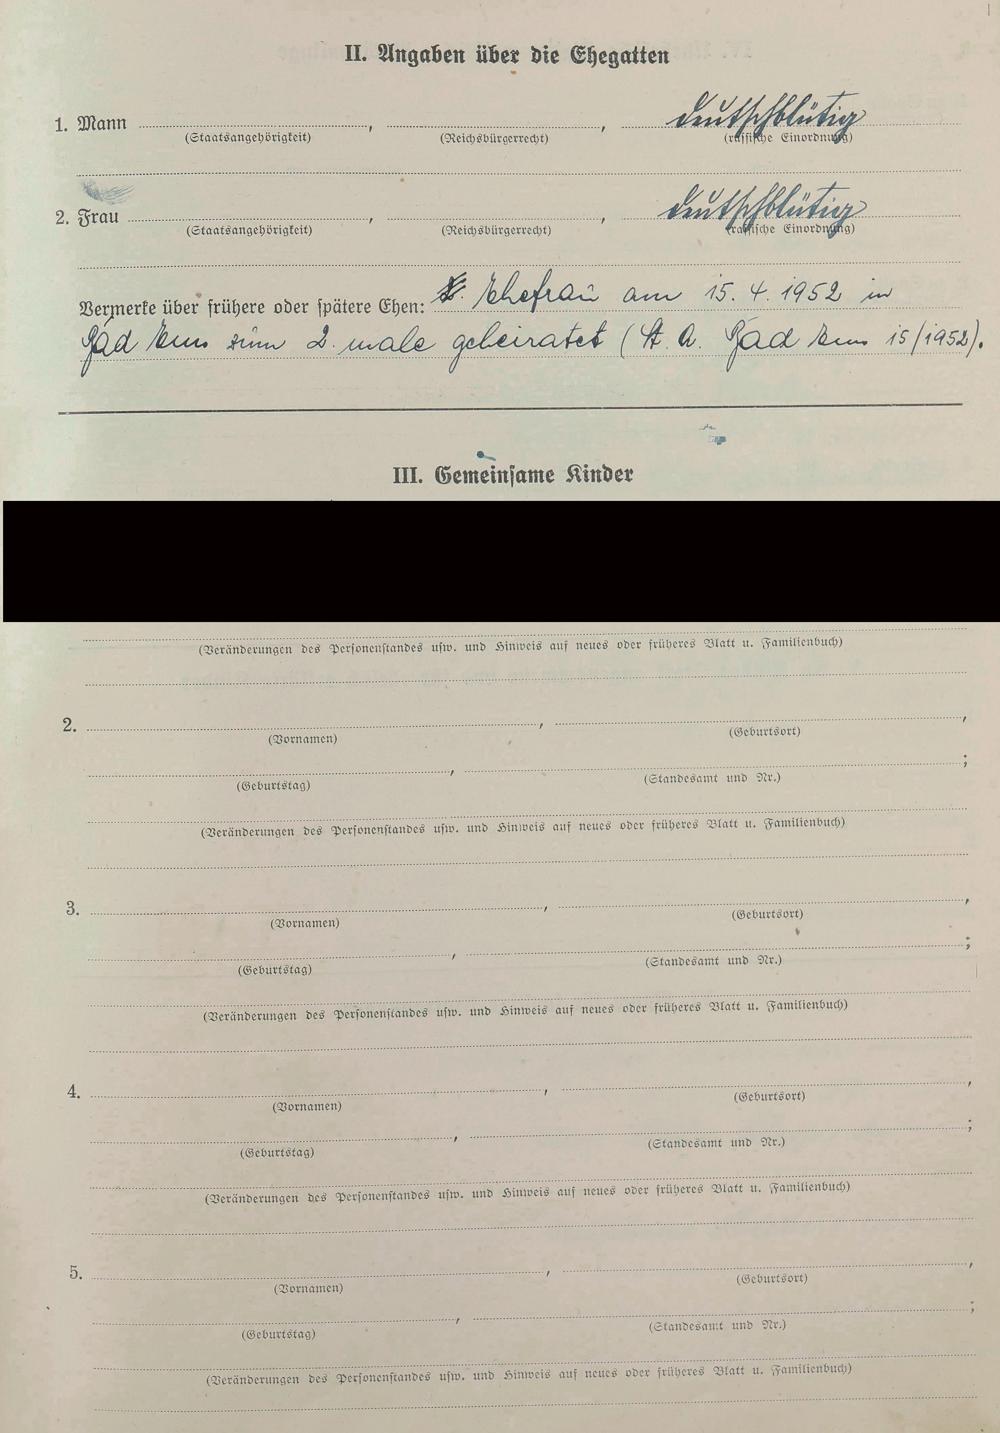 II. Angaben über die Ehegatten
1. Mann , , deutschblütig
(Staatsangehörigkeit) (Reichsbürgerrecht) (rassische Einordnung)
2. Frau , , deutschblütig
(Staatsangehörigkeit) (Reichsbürgerrecht) (rassische Einordnung)
Vermerke über frühere oder spätere Ehen: Ehefrau am 15. 4. 1952 in
Bad Ems zum 2. male geheiratet (St. A. Bad Ems 15/1952).
III. Gemeinsame Kinder
(Veränderungen des Personenstandes usw. und Hinweis auf neues oder früheres Blatt u. Familienbuch)
2. , ,
(Vornamen) (Geburtsort)
, ;
(Geburtstag) (Standesamt und Nr.)
(Veränderungen des Personenstandes usw. und Hinweis auf neues oder früheres Blatt u. Familienbuch)
3. , ,
(Vornamen) (Geburtsort)
, ;
(Geburtstag) (Standesamt und Nr.)
(Veränderungen des Personenstandes usw. und Hinweis auf neues oder früheres Blatt u. Familienbuch)
4. , ,
(Vornamen) (Geburtsort)
, ;
(Geburtstag) (Standesamt und Nr.)
(Veränderungen des Personenstandes usw. und Hinweis auf neues oder früheres Blatt u. Familienbuch)
5. , ,
(Vornamen) (Geburtsort)
, ;
(Geburtstag) (Standesamt und Nr.)
(Veränderungen des Personenstandes usw. und Hinweis auf neues oder früheres Blatt u. Familienbuch)